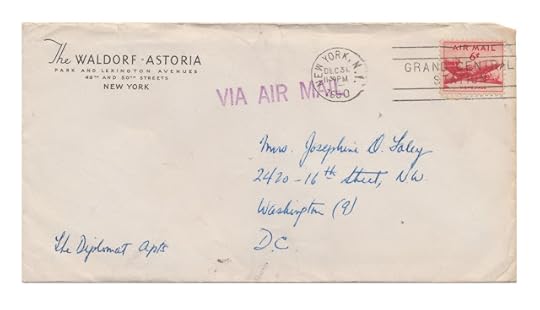 The WALDORF · ASTORIA
PARK AND LEXINGTON AVENUES
49TH AND 50TH STREETS
NEW YORK
NEW YORK, N.Y.
DEC 31
PM
1950
AIR MAIL
6¢
GRAND CENTRAL
VIA AIR MAIL
Mrs. Josephine Foley
2420-16th Street, N.W.
Washington (9)
D.C.
The Diplomat Apts